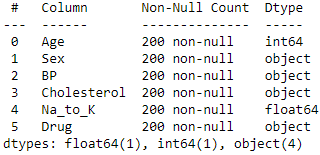 #   Column       Non-Null Count  Dtype
---  ------       --------------  -----
0   Age          200 non-null    int64
1   Sex          200 non-null    object
2   BP           200 non-null    object
3   Cholesterol  200 non-null    object
4   Na_to_K      200 non-null    float64
5   Drug         200 non-null    object
dtypes: float64(1), int64(1), object(4)